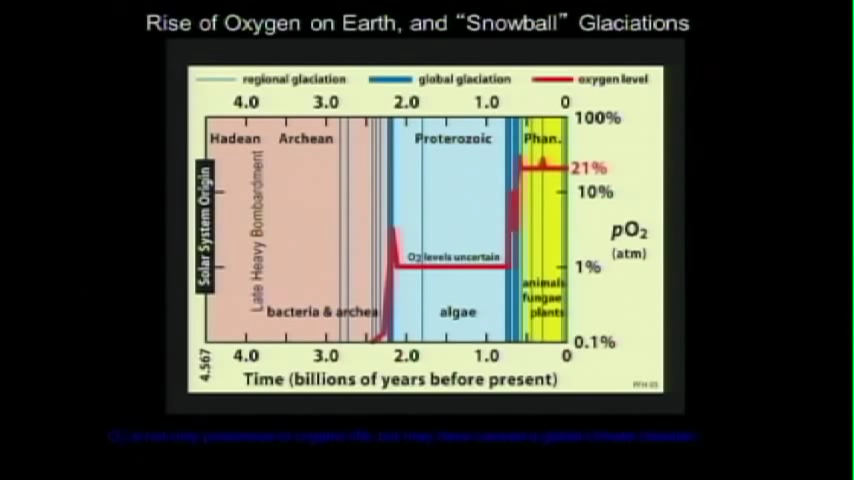 Rise of Oxygen on Earth, and “Snowball” Glaciations
regional glaciation global glaciation oxygen level
4.0 3.0 2.0 1.0 0
100%
Hadean Archean Proterozoic Phan.
21%
10%
Solar System Origin
Late Heavy Bombardment
pO2
(atm)
O2 levels uncertain
1%
animals
fungae
plants
bacteria & archea algae
0.1%
4.567
4.0 3.0 2.0 1.0 0
Time (billions of years before present)